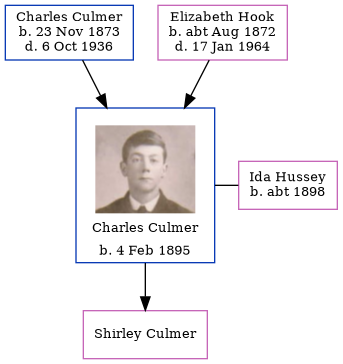 Charles Culmer
b. 23 Nov 1873
d. 6 Oct 1936
Elizabeth Hook
b. abt Aug 1872
d. 17 Jan 1964
Charles Culmer
b. 4 Feb 1895
Ida Hussey
b. abt 1898
Shirley Culmer